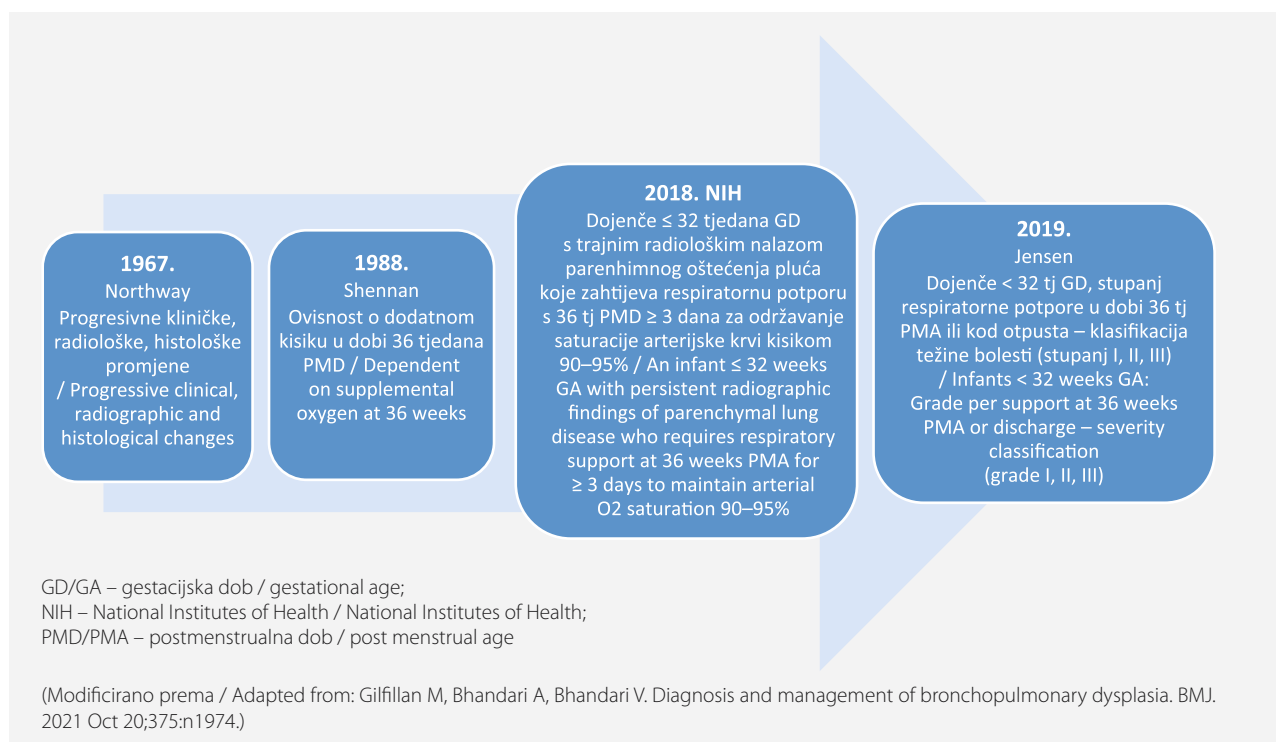 1967.
Northway
Progresivne kliničke,
radiološke, histološke
promjene
/ Progressive clinical,
radiographic and
histological changes
1988.
Shennan
Ovisnost o dodatnom
kisiku u dobi 36 tjedana
PMD / Dependent
on supplemental
oxygen at 36 weeks
2018. NIH
Dojenče ≤ 32 tjedana GD
s trajnim radiološkim nalazom
parenhimnog oštećenja pluća
koje zahtijeva respiratornu potporu
s 36 tj PMD ≥ 3 dana za održavanje
saturacije arterijske krvi kisikom
90–95% / An infant ≤ 32 weeks
GA with persistent radiographic
findings of parenchymal lung
disease who requires respiratory
support at 36 weeks PMA for
≥ 3 days to maintain arterial
O2 saturation 90–95%
2019.
Jensen
Dojenče < 32 tj GD, stupanj
respiratorne potpore u dobi 36 tj
PMA ili kod otpusta – klasifikacija
težine bolesti (stupanj I, II, III)
/ Infants < 32 weeks GA:
Grade per support at 36 weeks
PMA or discharge – severity
classification
(grade I, II, III)
GD/GA – gestacijska dob / gestational age;
NIH – National Institutes of Health / National Institutes of Health;
PMD/PMA – postmenstrualna dob / post menstrual age
(Modificirano prema / Adapted from: Gilfillan M, Bhandari A, Bhandari V. Diagnosis and management of bronchopulmonary dysplasia. BMJ.
2021 Oct 20;375:n1974.)